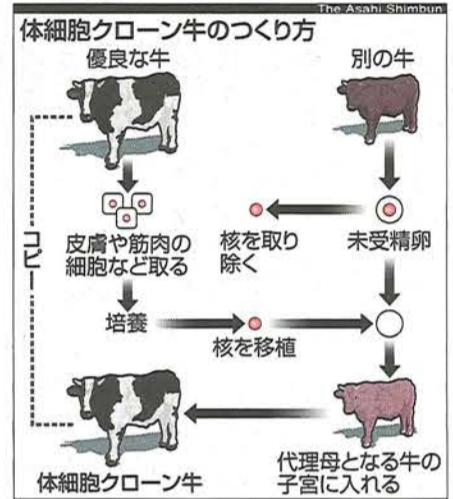 The Asahi Shimbun
体細胞クローン牛のつくり方
優良な牛
別の牛
皮膚や筋肉の
細胞など取る
核を取り
除く
未受精卵
コピー
培養
核を移植
体細胞クローン牛
代理母となる牛の
子宮に入れる